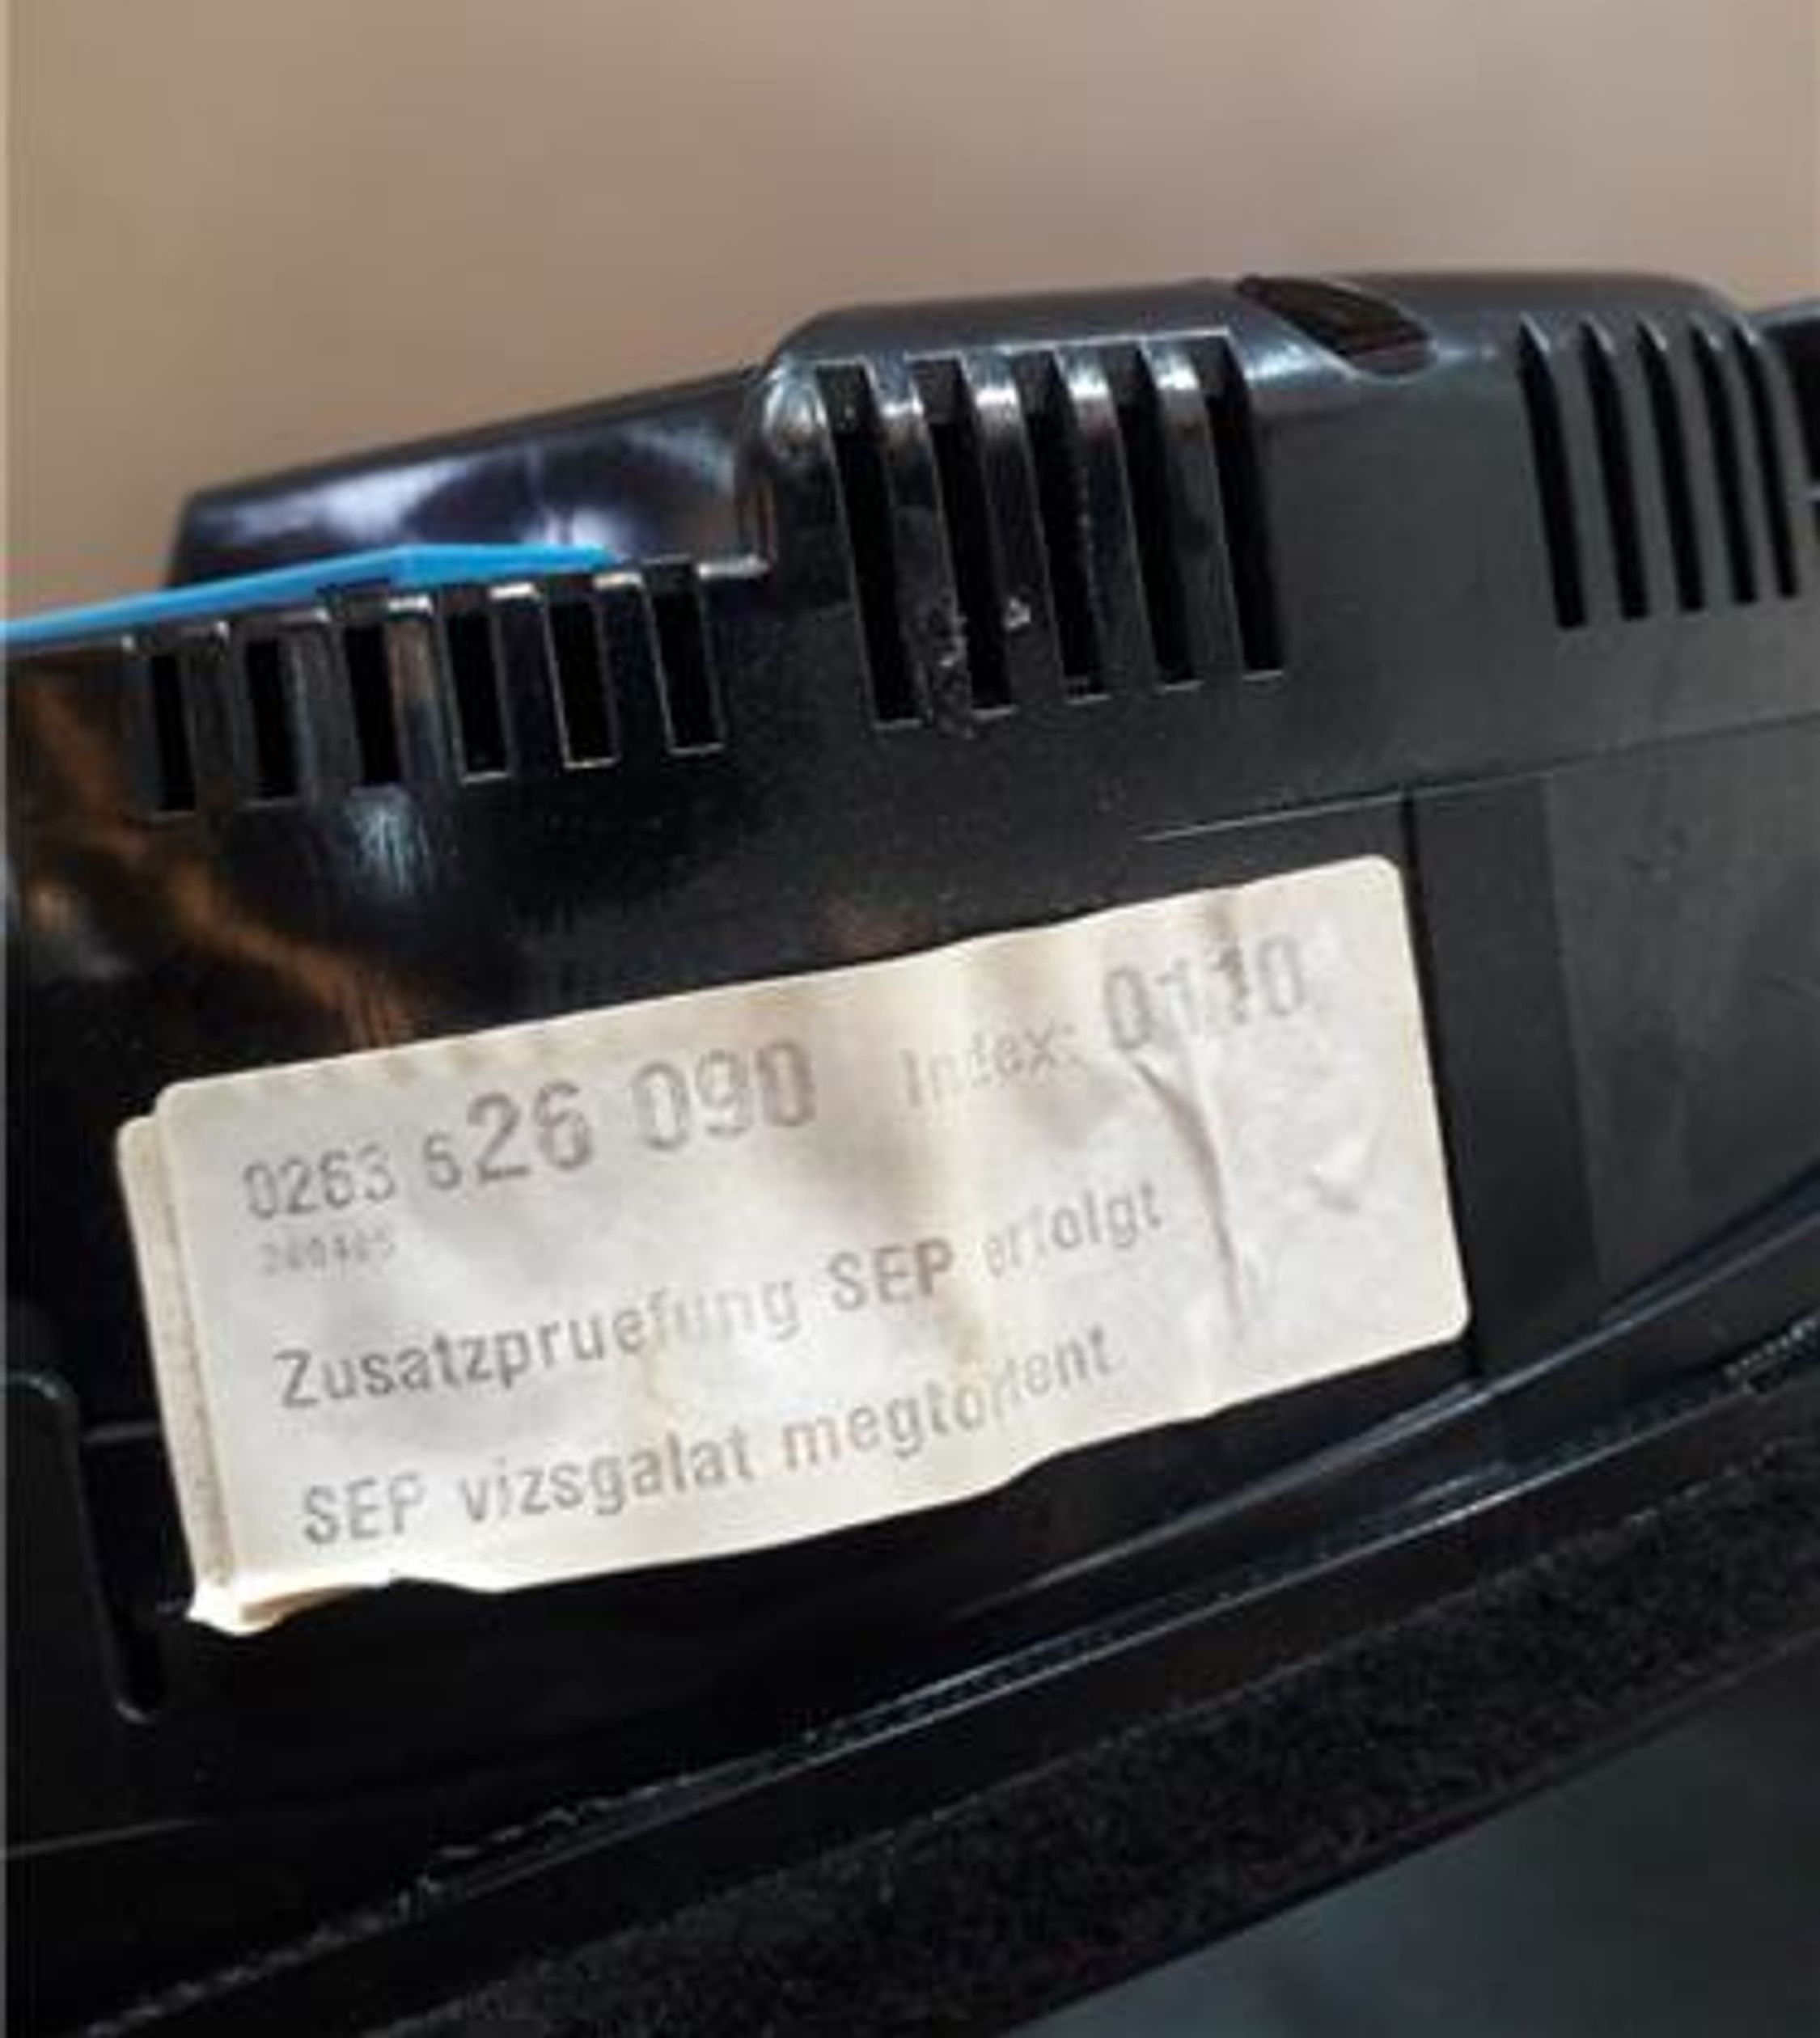 0263 626 090 Index: 0110
Zusatzpruefung SEP erfolgt
SEP vizsgalat megtortent